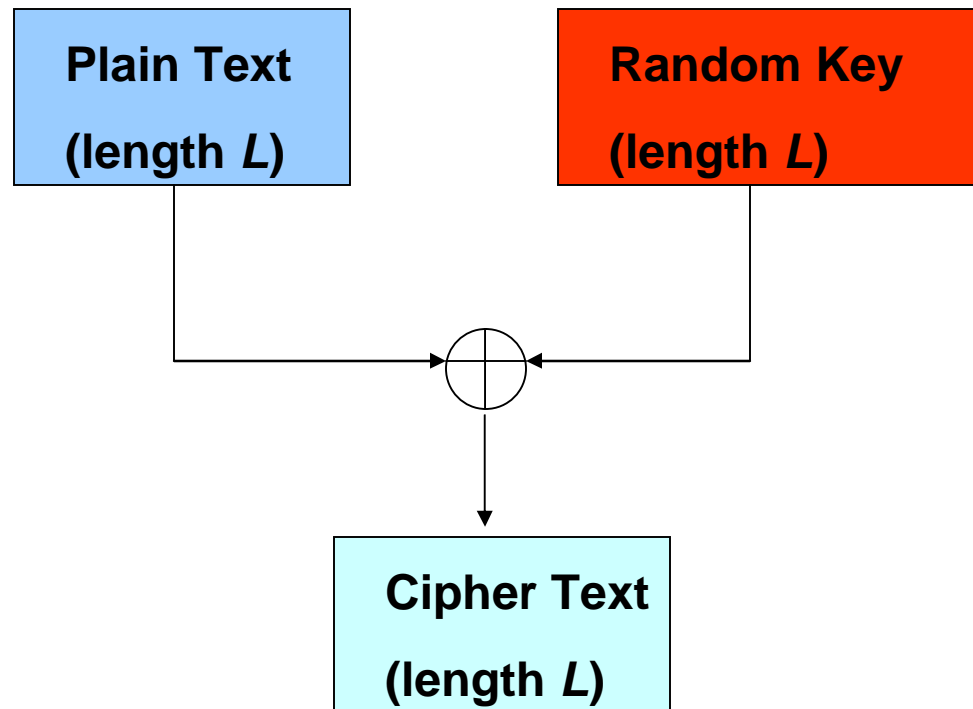 Plain Text
(length L)
Random Key
(length L)
Cipher Text
(length L)